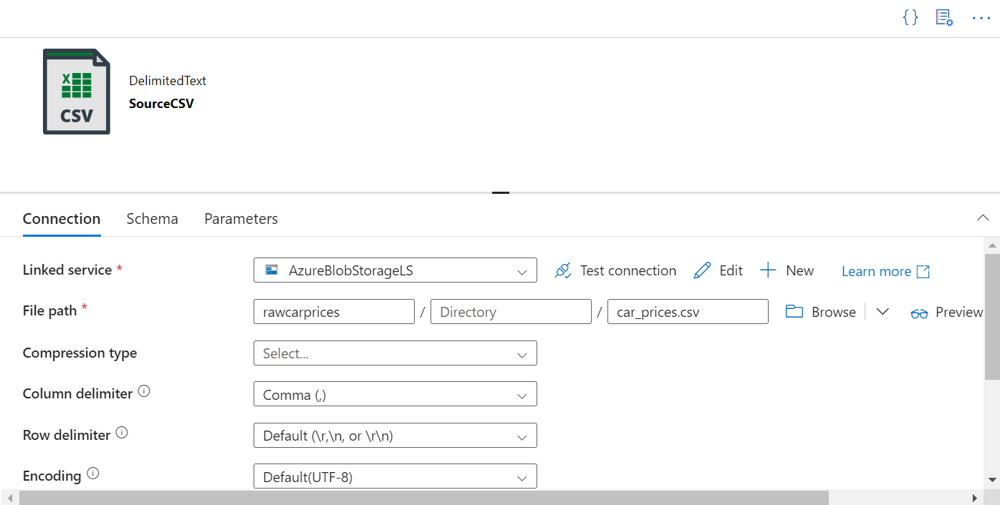 DelimitedText
SourceCSV
X
CSV
Connection Schema Parameters
Linked service * AzureBlobStorageLS Test connection Edit New Learn more
File path * rawcarprices / Directory / car_prices.csv Browse Preview
Compression type Select...
Column delimiter Comma (,)
Row delimiter Default (\r,\n, or \r\n)
Encoding Default(UTF-8)